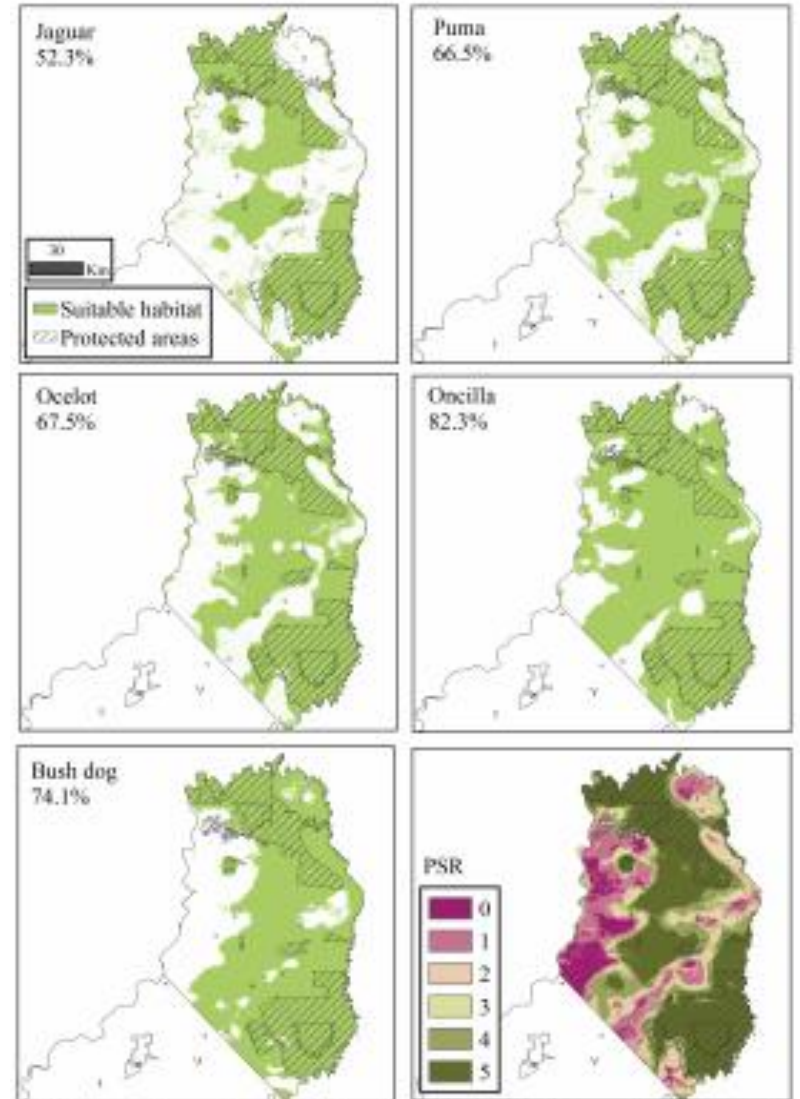 Jaguar
52.3%
30
Km
Suitable habitat
Protected areas
Puma
66.5%
Ocelot
67.5%
Oncilla
82.3%
Bush dog
74.1%
PSR
0
1
2
3
4
5